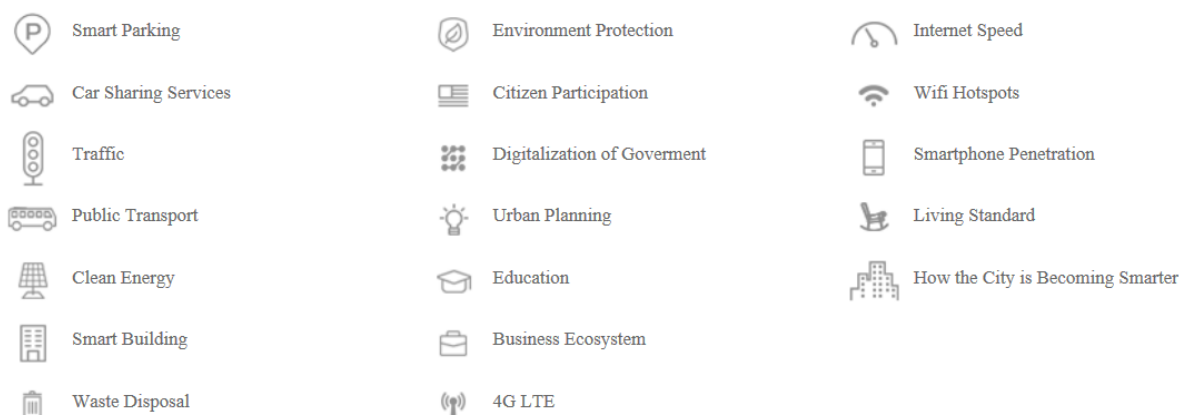 Smart Parking
Car Sharing Services
Traffic
Public Transport
Clean Energy
Smart Building
Waste Disposal
Environment Protection
Citizen Participation
Digitalization of Goverment
Urban Planning
Education
Business Ecosystem
4G LTE
Internet Speed
Wifi Hotspots
Smartphone Penetration
Living Standard
How the City is Becoming Smarter